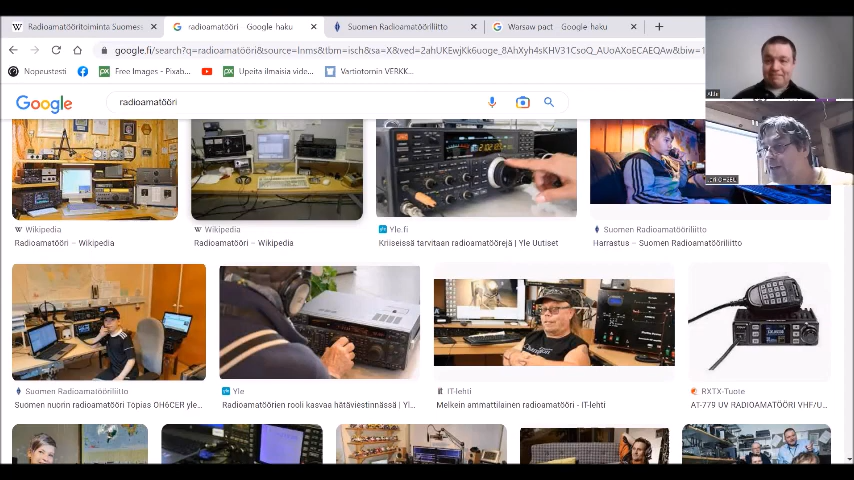 Radioamatööritoiminta Suomess
radioamatööri Google haku
Suomen Radioamatööriliitto
Warsaw pact Google haku
google.fi/search?q=radioamatööri&source=lnms&tbm=isch&sa=X&ved=2ahUKEwjKk6uoge_8AhXyh4sKHV31CsoQ_AUoAXoECAEQAw&biw=1
Nopeustesti
Free Images - Pixab...
Upeita ilmaisia video...
Vartiotornin VERKK...
Google
radioamatööri
Wikipedia
Wikipedia
Yle.fi
Suomen Radioamatööriliitto
Radioamatööri – Wikipedia
Radioamatööri – Wikipedia
Kriiseissä tarvitaan radioamatöörejä | Yle Uutiset
Harrastus – Suomen Radioamatööriliitto
Suomen Radioamatööriliitto
Yle
IT-lehti
RXTX-Tuote
Suomen nuorin radioamatööri Topias OH6CER yle...
Radioamatöörien rooli kasvaa hätäviestinnässä | Yl...
Melkein ammattilainen radioamatööri - IT-lehti
AT-779 UV RADIOAMATÖÖRI VHF/U...